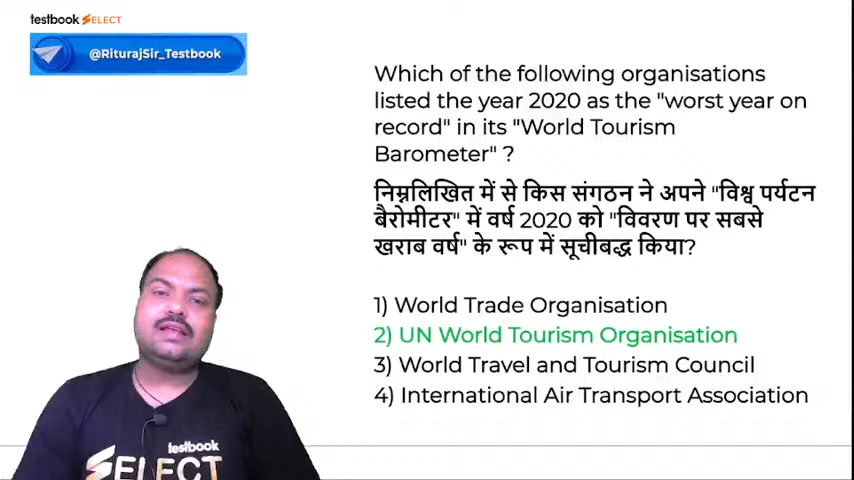 testbook SELECT
@RiturajSir_Testbook
Which of the following organisations
listed the year 2020 as the "worst year on
record" in its "World Tourism
Barometer" ?
निम्नलिखित में से किस संगठन ने अपने "विश्व पर्यटन
बैरोमीटर" में वर्ष 2020 को "विवरण पर सबसे
खराब वर्ष" के रूप में सूचीबद्ध किया?
1) World Trade Organisation
2) UN World Tourism Organisation
3) World Travel and Tourism Council
4) International Air Transport Association
testbook
SELECT